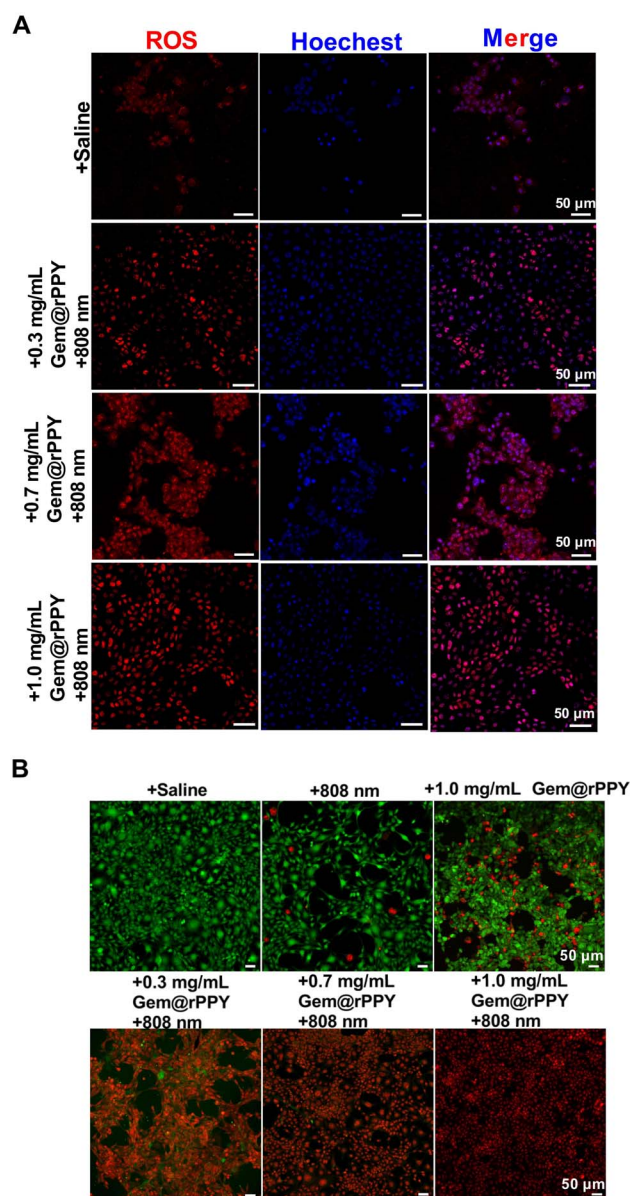 A
ROS Hoechest Merge
+Saline
50 µm
+0.3 mg/mL
Gem@rPPY
+808 nm
50 µm
+0.7 mg/mL
Gem@rPPY
+808 nm
50 µm
+1.0 mg/mL
Gem@rPPY
+808 nm
50 µm
B
+Saline +808 nm +1.0 mg/mL Gem@rPPY
50 µm
+0.3 mg/mL +0.7 mg/mL +1.0 mg/mL
Gem@rPPY Gem@rPPY Gem@rPPY
+808 nm +808 nm +808 nm
50 µm